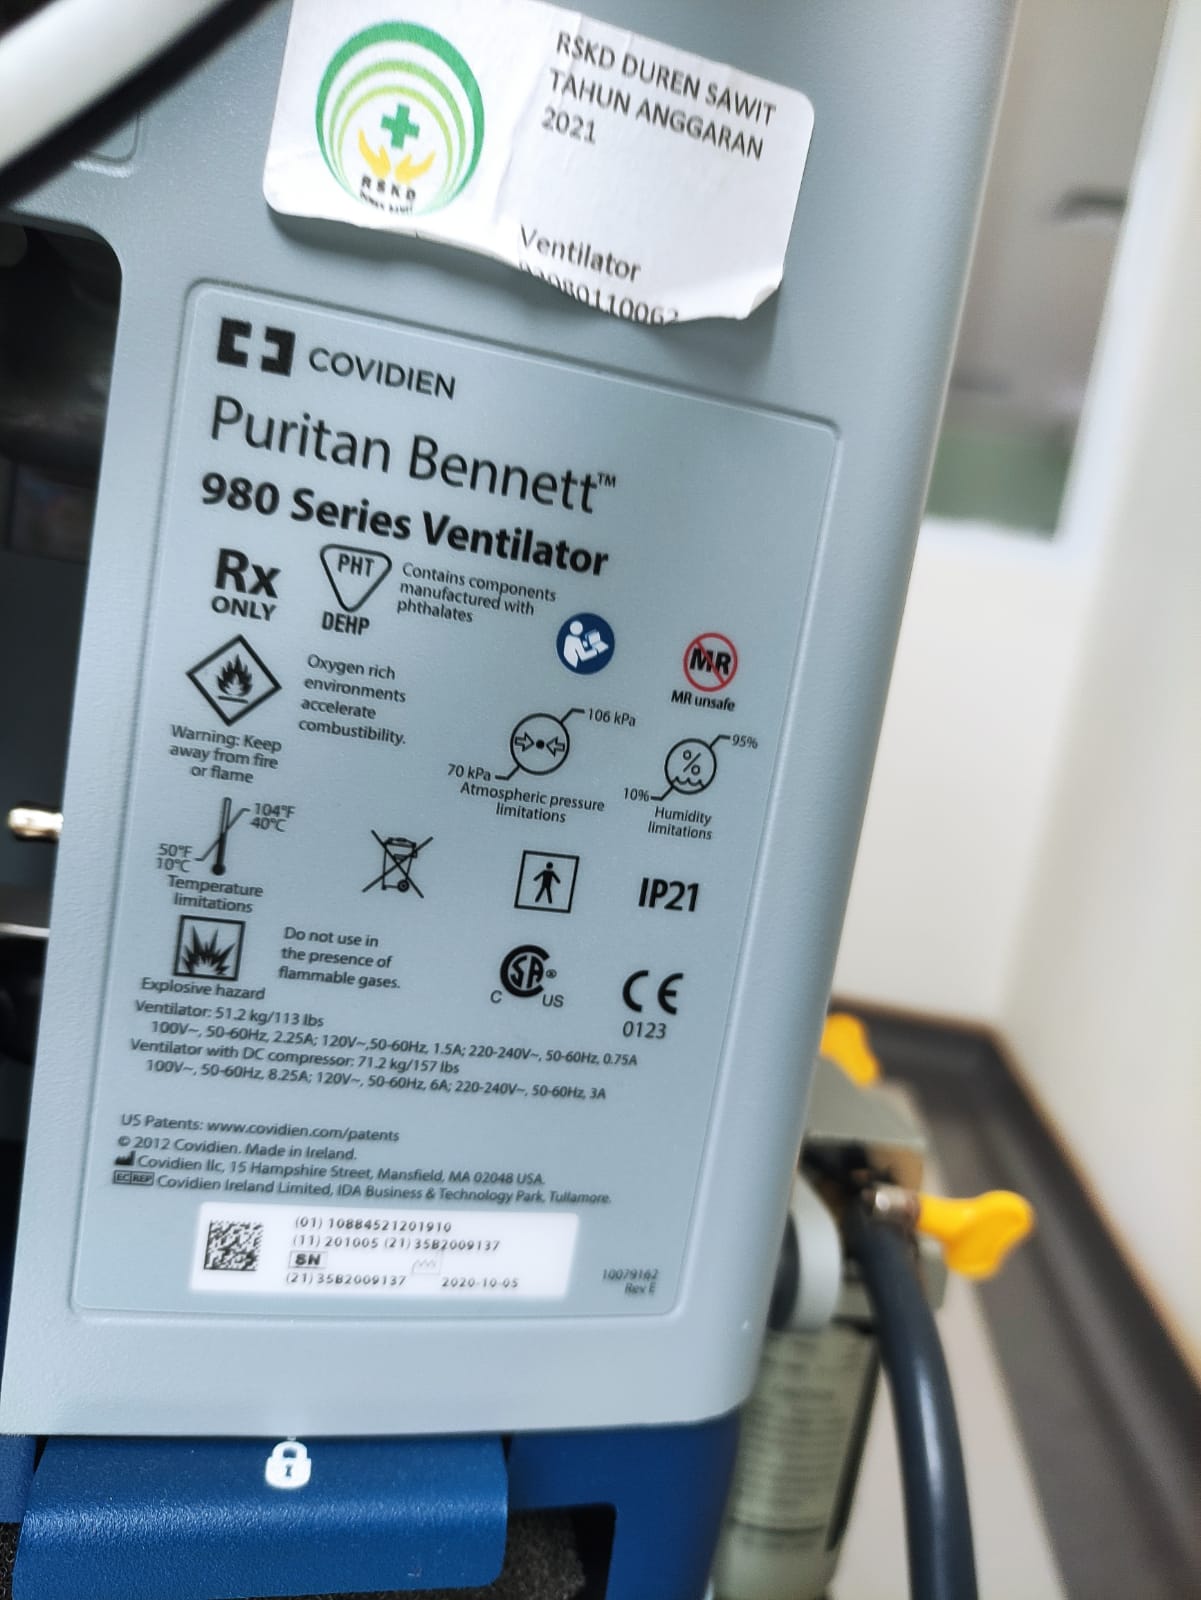 RSKD DUREN SAWIT
TAHUN ANGGARAN
2021
RSKD
Ventilator
COVIDIEN
Puritan Bennett™
980 Series Ventilator
Rx
ONLY
PHT
DEHP
Contains components
manufactured with
phthalates
MR
MR unsafe
Oxygen rich
environments
accelerate
combustibility.
Warning: Keep
away from fire
or flame
106 kPa
70 kPa
Atmospheric pressure
limitations
95%
%
10%
Humidity
limitations
104°F
40°C
50°F
10°C
Temperature
limitations
IP21
Do not use in
the presence of
flammable gases.
Explosive hazard
C SA® US
CE
0123
Ventilator: 51.2 kg/113 lbs
100V~, 50-60Hz, 2.25A; 120V~,50-60Hz, 1.5A; 220-240V~, 50-60Hz, 0.75A
Ventilator with DC compressor: 71.2 kg/157 lbs
100V~, 50-60Hz, 8.25A; 120V~, 50-60Hz, 6A; 220-240V~, 50-60Hz, 3A
US Patents: www.covidien.com/patents
© 2012 Covidien. Made in Ireland.
Covidien llc, 15 Hampshire Street, Mansfield, MA 02048 USA.
EC REP Covidien Ireland Limited, IDA Business & Technology Park, Tullamore.
(01) 10884521201910
(11) 201005 (21) 35B2009137
SN
(21) 35B2009137 2020-10-05
10079162
Rev E